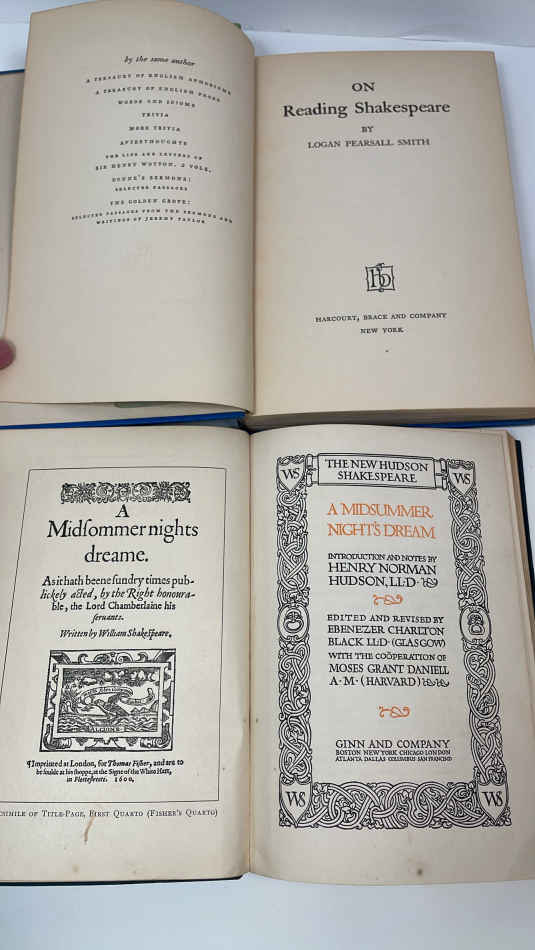 by the same author
A TREASURY OF ENGLISH APHORISMS
A TREASURY OF ENGLISH PROSE
WORDS AND IDIOMS
TRIVIA
MORE TRIVIA
AFTERTHOUGHTS
THE LIFE AND LETTERS OF
SIR HENRY WOTTON. 2 VOLS.
DONNE'S SERMONS:
SELECTED PASSAGES
THE GOLDEN GROVE:
SELECTED PASSAGES FROM THE SERMONS AND
WRITINGS OF JEREMY TAYLOR
ON
Reading Shakespeare
BY
LOGAN PEARSALL SMITH
HARCOURT, BRACE AND COMPANY
NEW YORK
A
Midſommer nights
dreame.
As it hath beene ſundry times pub-
lickely acted, by the Right honoura-
ble, the Lord Chamberlaine his
ſeruants.
Written by William Shakeſpeare.
¶Imprinted at London, for Thomas Fiſher, and are to
be ſoulde at his ſhoppe, at the Signe of the White Hart,
in Fleeteſtreete. 1600.
FACSIMILE OF TITLE-PAGE, FIRST QUARTO (FISHER'S QUARTO)
WS
THE NEW HUDSON
SHAKESPEARE
WS
A MIDSUMMER
NIGHT'S DREAM
INTRODUCTION AND NOTES BY
HENRY NORMAN
HUDSON, LL.D.
EDITED AND REVISED BY
EBENEZER CHARLTON
BLACK LL.D. (GLASGOW)
WITH THE COÖPERATION OF
MOSES GRANT DANIELL
A·M· (HARVARD)
GINN AND COMPANY
BOSTON NEW YORK CHICAGO LONDON
ATLANTA DALLAS COLUMBUS SAN FRANCISCO
WS
WS